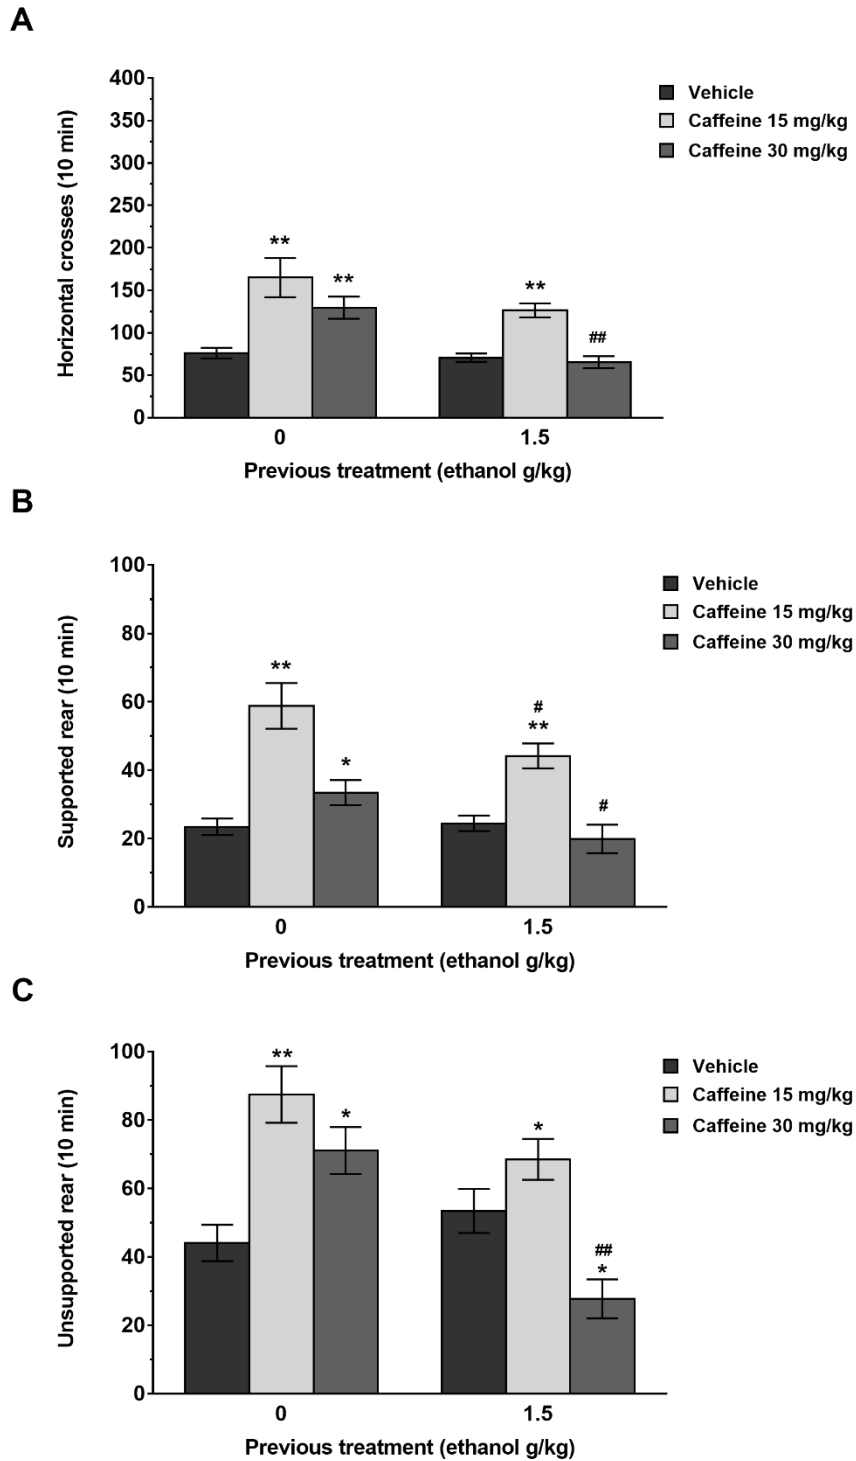 A
400
350
300
250
200
150
100
50
0
Horizontal crosses (10 min)
Vehicle
Caffeine 15 mg/kg
Caffeine 30 mg/kg
**
**
**
##
0
1.5
Previous treatment (ethanol g/kg)
B
100
80
60
40
20
0
Supported rear (10 min)
Vehicle
Caffeine 15 mg/kg
Caffeine 30 mg/kg
**
*
#
**
#
0
1.5
Previous treatment (ethanol g/kg)
C
100
80
60
40
20
0
Unsupported rear (10 min)
Vehicle
Caffeine 15 mg/kg
Caffeine 30 mg/kg
**
*
*
##
*
0
1.5
Previous treatment (ethanol g/kg)